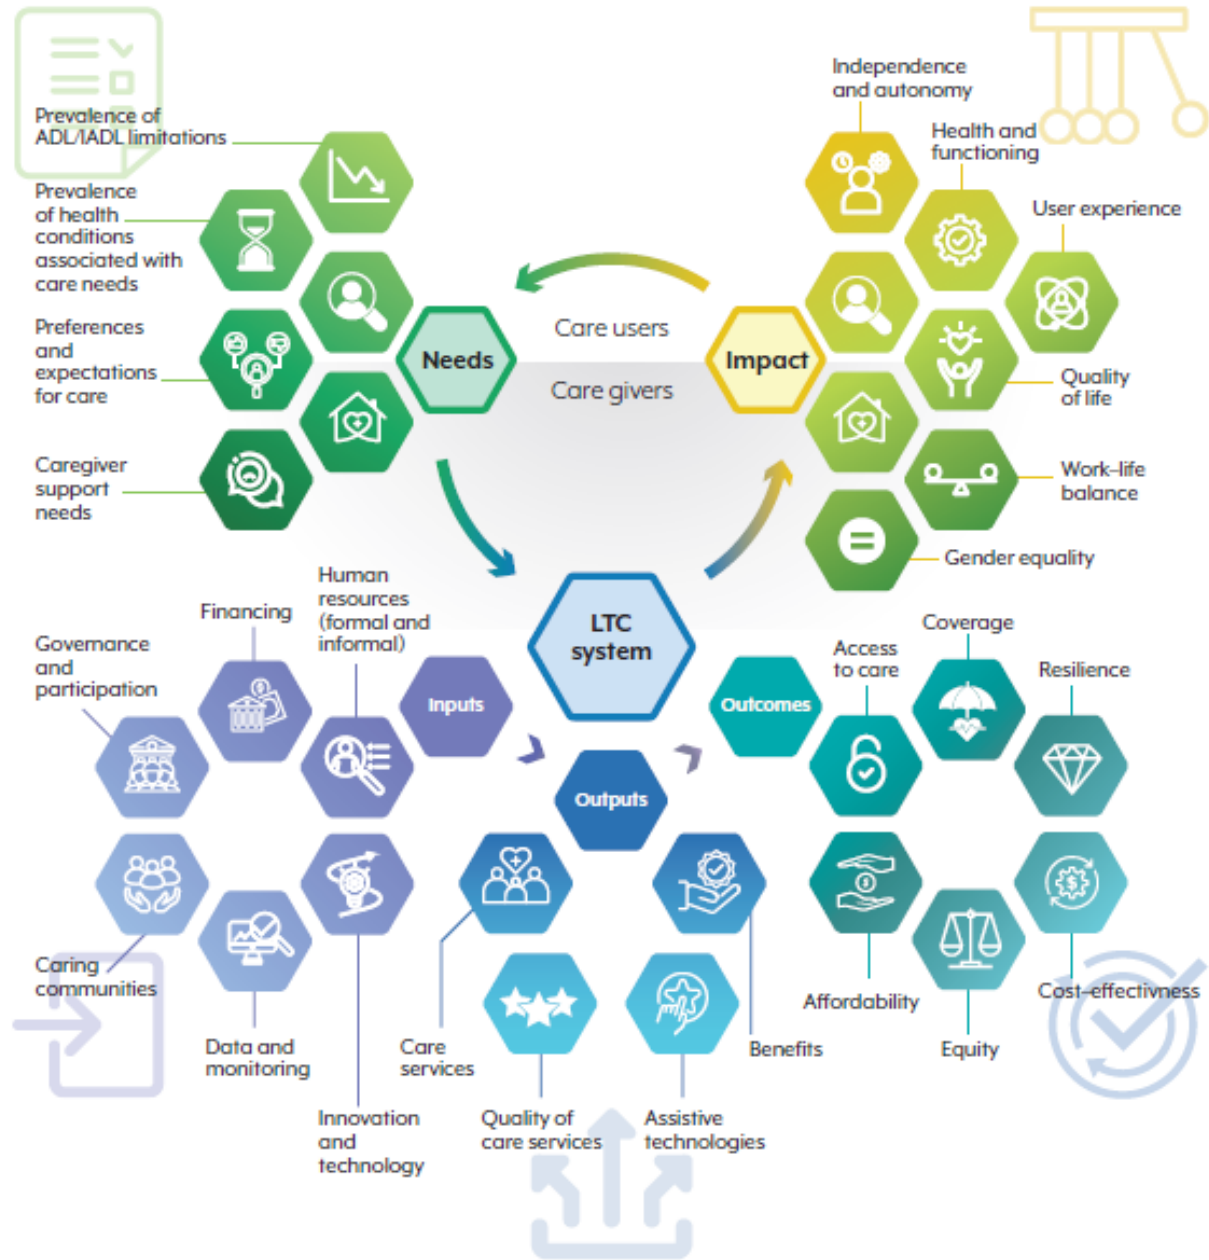 Prevalence of
ADL/IADL limitations
Prevalence
of health
conditions
associated with
care needs
Preferences
and
expectations
for care
Caregiver
support
needs
Needs
Care users
Care givers
Impact
Independence
and autonomy
Health and
functioning
User experience
Quality
of life
Work–life
balance
Gender equality
LTC
system
Inputs
Human
resources
(formal and
informal)
Financing
Governance
and
participation
Caring
communities
Data and
monitoring
Innovation
and
technology
Outputs
Care
services
Quality of
care services
Assistive
technologies
Benefits
Outcomes
Access
to care
Coverage
Resilience
Affordability
Equity
Cost–effectivness